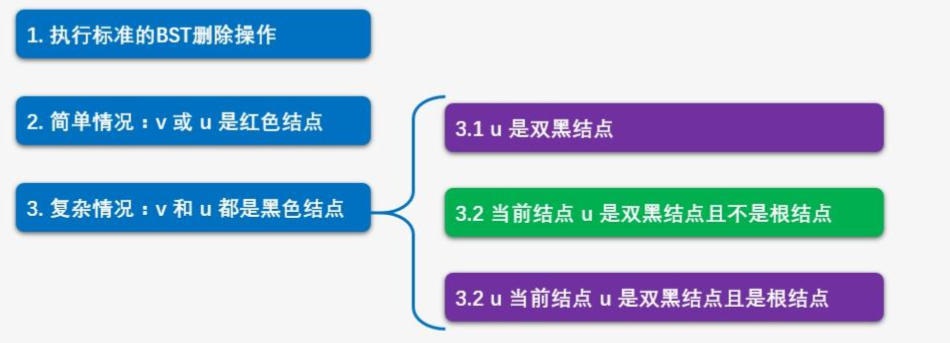 1. 执行标准的BST删除操作
2. 简单情况：v 或 u 是红色结点
3. 复杂情况：v 和 u 都是黑色结点
3.1 u 是双黑结点
3.2 当前结点 u 是双黑结点且不是根结点
3.2 u 当前结点 u 是双黑结点且是根结点